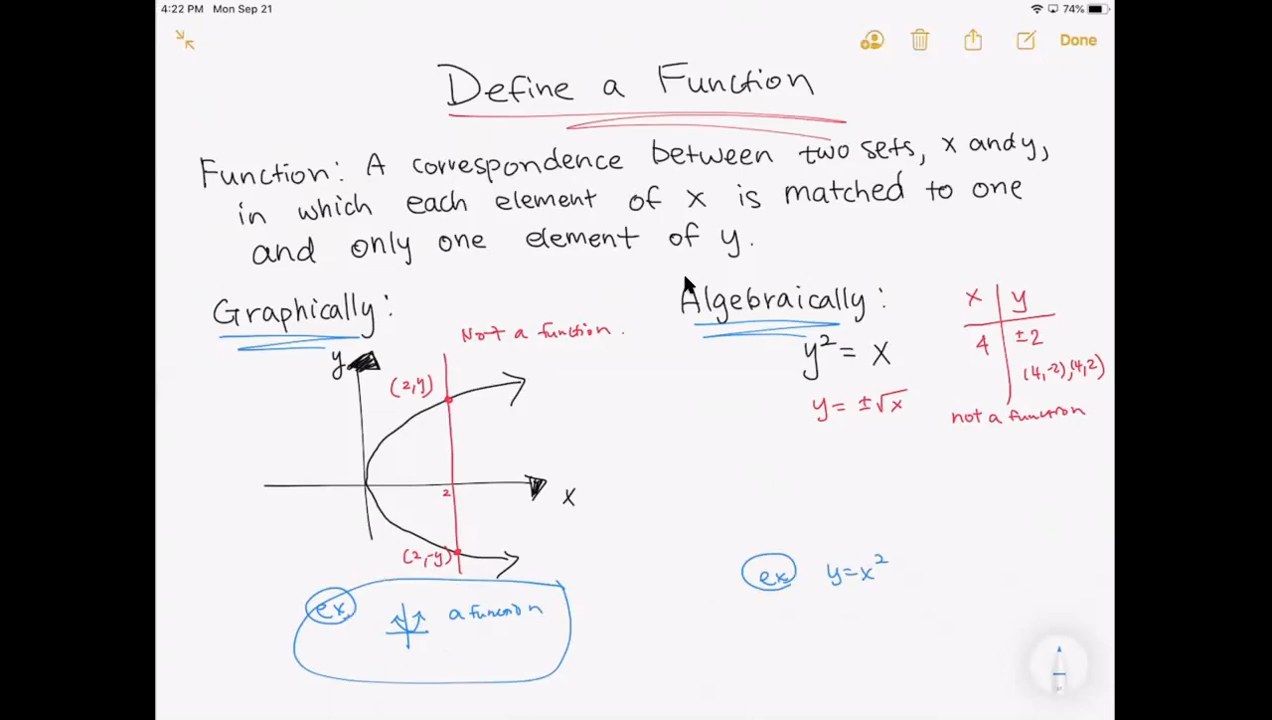 4:22 PM Mon Sep 21
74%
Done
Define a Function
Function: A correspondence between two sets, x and y,
in which each element of x is matched to one
and only one element of y.
Graphically:
Not a function.
y
(2,y)
2
x
(2,-y)
ex
a function
Algebraically:
y² = x
y = ±√x
x y
4 ±2
(4,-2),(4,2)
not a function
ex
y=x²